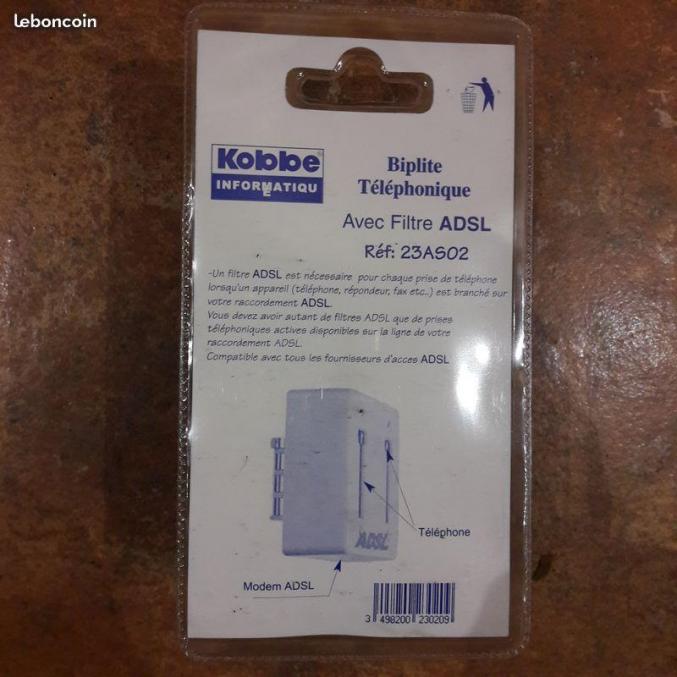 leboncoin
Kobbe
INFORMATIQU
E
Biplite
Téléphonique
Avec Filtre ADSL
Réf: 23AS02
-Un filtre ADSL est nécessaire pour chaque prise de téléphone
lorsqu'un appareil (téléphone, répondeur, fax etc..) est branché sur
votre raccordement ADSL.
Vous devez avoir autant de filtres ADSL que de prises
téléphoniques actives disponibles sur la ligne de votre
raccordement ADSL.
Compatible avec tous les fournisseurs d'acces ADSL
ADSL
Téléphone
Modem ADSL
3 498200 230209